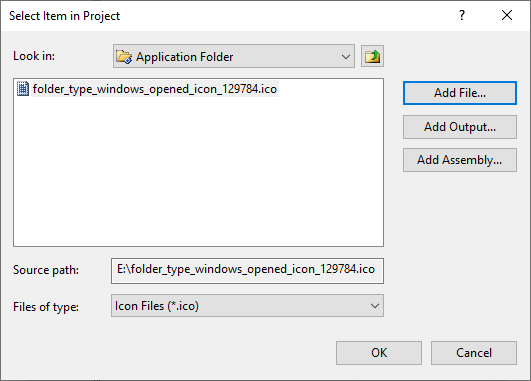 Select Item in Project
?
Look in:
Application Folder
folder_type_windows_opened_icon_129784.ico
Add File...
Add Output...
Add Assembly...
Source path:
E:\folder_type_windows_opened_icon_129784.ico
Files of type:
Icon Files (*.ico)
OK
Cancel